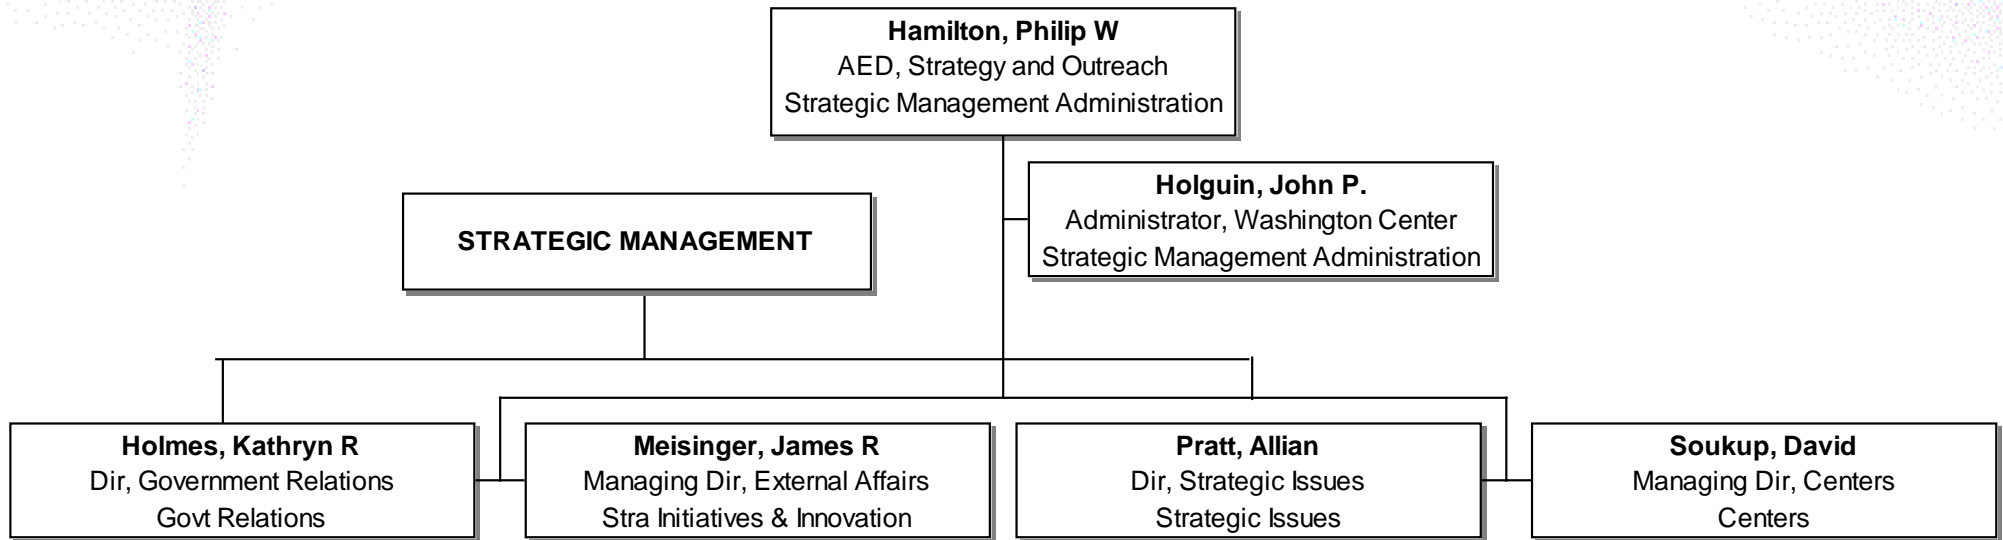 Hamilton, Philip W
AED, Strategy and Outreach
Strategic Management Administration
Holguin, John P.
Administrator, Washington Center
Strategic Management Administration
STRATEGIC MANAGEMENT
Holmes, Kathryn R
Dir, Government Relations
Govt Relations
Meisinger, James R
Managing Dir, External Affairs
Stra Initiatives & Innovation
Pratt, Allian
Dir, Strategic Issues
Strategic Issues
Soukup, David
Managing Dir, Centers
Centers